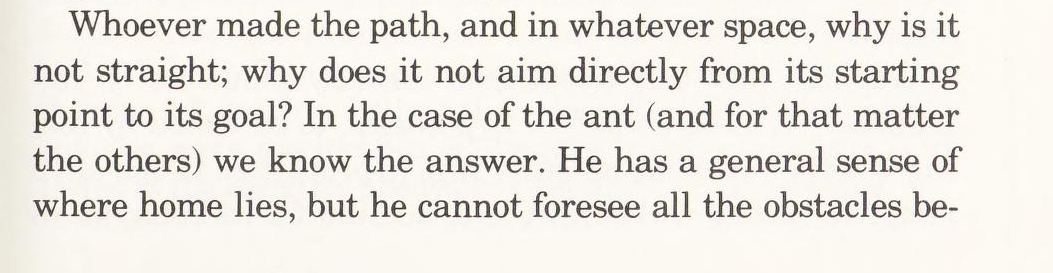 Whoever made the path, and in whatever space, why is it
not straight; why does it not aim directly from its starting
point to its goal? In the case of the ant (and for that matter
the others) we know the answer. He has a general sense of
where home lies, but he cannot foresee all the obstacles be-